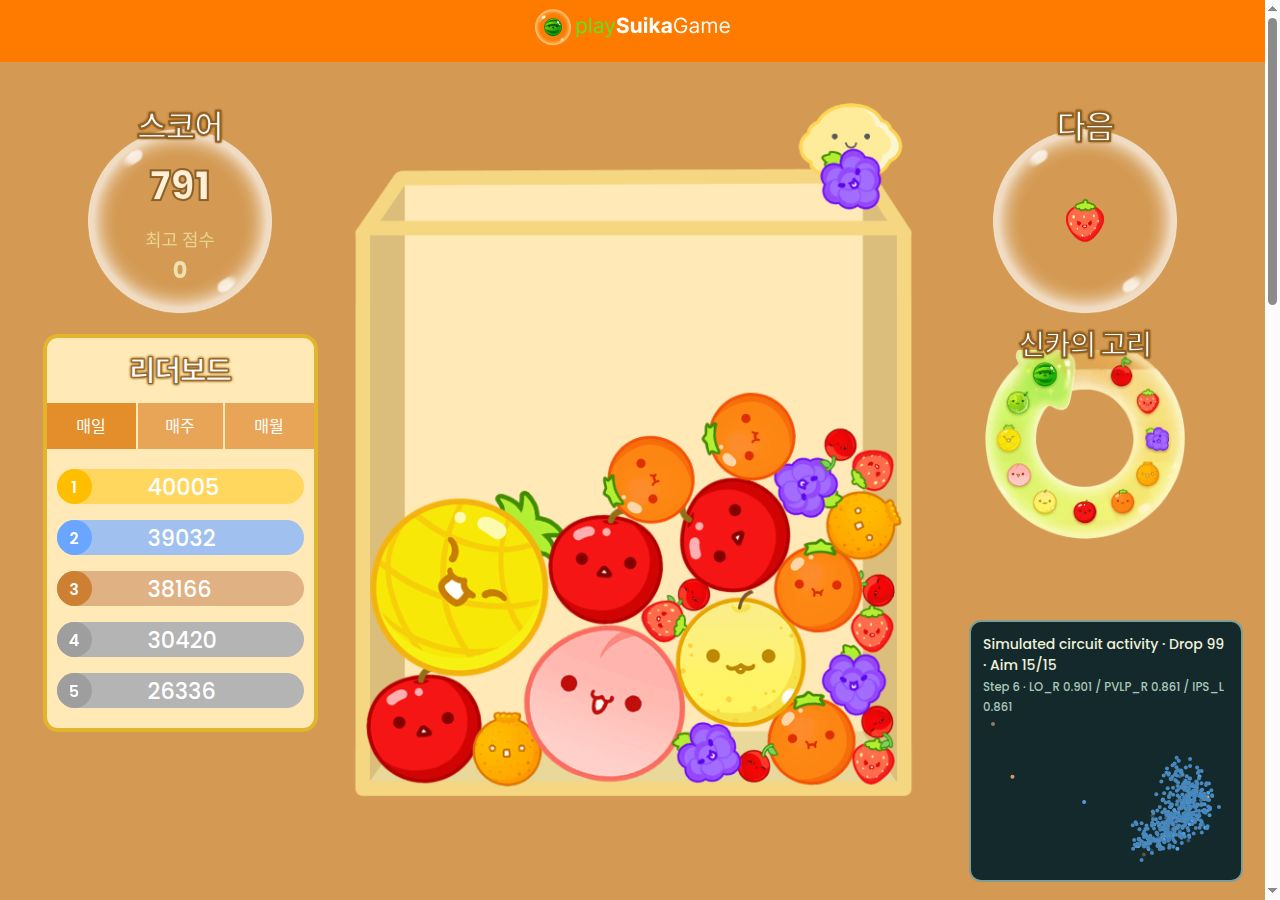 playSuikaGame
스코어
791
최고 점수
0
다음
리더보드
매일 매주 매월
1 40005
2 39032
3 38166
4 30420
5 26336
신카의 고리
Simulated circuit activity · Drop 99
· Aim 15/15
Step 6 · LO_R 0.901 / PVLP_R 0.861 / IPS_L
0.861